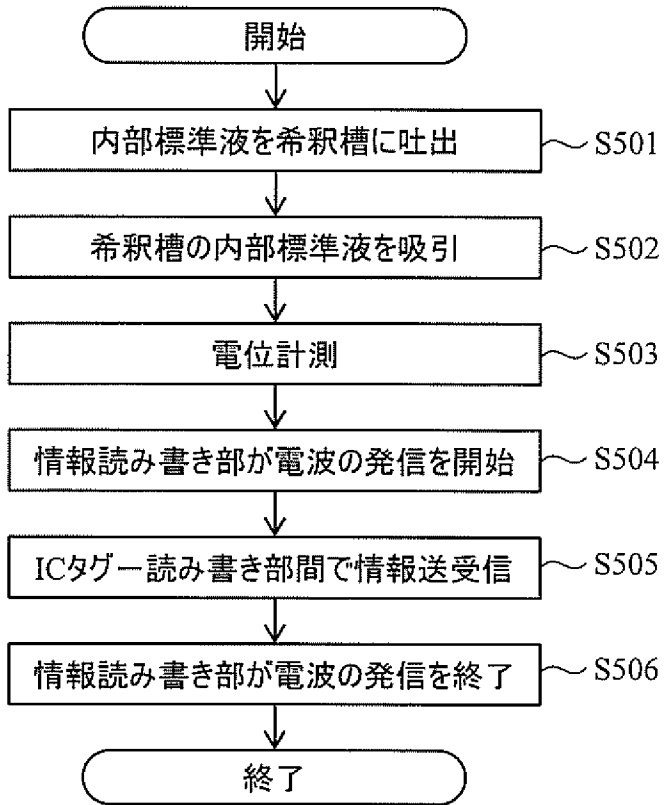 開始
内部標準液を希釈槽に吐出
S501
希釈槽の内部標準液を吸引
S502
電位計測
S503
情報読み書き部が電波の発信を開始
S504
ICタグー読み書き部間で情報送受信
S505
情報読み書き部が電波の発信を終了
S506
終了